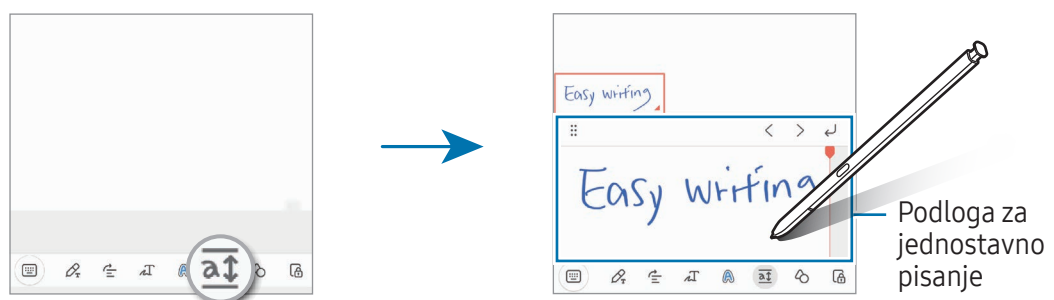 Easy writing
Easy writing
Podloga za
jednostavno
pisanje